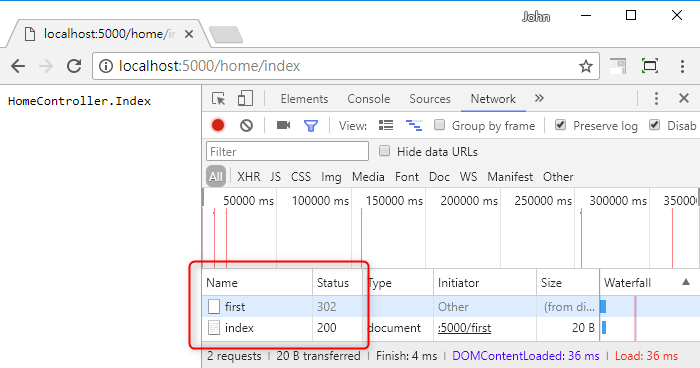 John
localhost:5000/home/in
localhost:5000/home/index
HomeController.Index
Elements Console Sources Network
View: Group by frame Preserve log Disab
Filter Hide data URLs
All XHR JS CSS Img Media Font Doc WS Manifest Other
50000 ms 100000 ms 150000 ms 200000 ms 250000 ms 300000 ms 35000
Name Status Type Initiator Size Waterfall
first 302 Other (from di...
index 200 document :5000/first 20 B
2 requests | 20 B transferred | Finish: 4 ms | DOMContentLoaded: 36 ms | Load: 36 ms